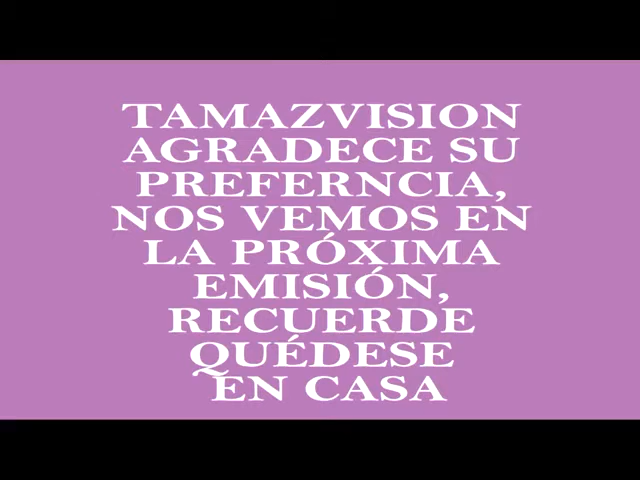 TAMAZVISION
AGRADECE SU
PREFERNCIA,
NOS VEMOS EN
LA PRÓXIMA
EMISIÓN,
RECUERDE
QUÉDESE
EN CASA